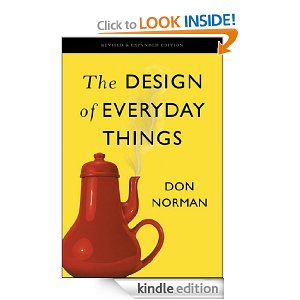 Click to
LOOK INSIDE!
REVISED & EXPANDED EDITION
The DESIGN
of EVERYDAY
THINGS
DON
NORMAN
kindle edition